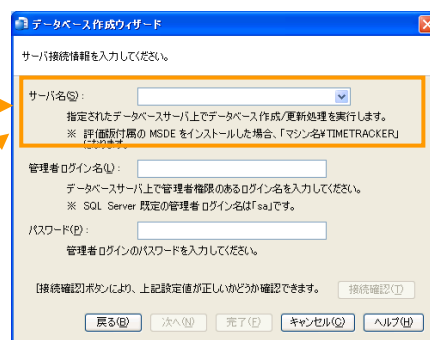 データベース作成ウィザード
サーバ接続情報を入力してください。
サーバ名(S):
指定されたデータベースサーバ上でデータベース作成/更新処理を実行します。
※ 評価版付属の MSDE をインストールした場合、「マシン名¥TIMETRACKER」
になります。
管理者ログイン名(L):
データベースサーバ上で管理者権限のあるログイン名を入力してください。
※ SQL Server 既定の管理者ログイン名は「sa」です。
パスワード(P):
管理者ログインのパスワードを入力してください。
[接続確認]ボタンにより、上記設定値が正しいかどうか確認できます。 接続確認(T)
戻る(B) 次へ(N) 完了(F) キャンセル(C) ヘルプ(H)